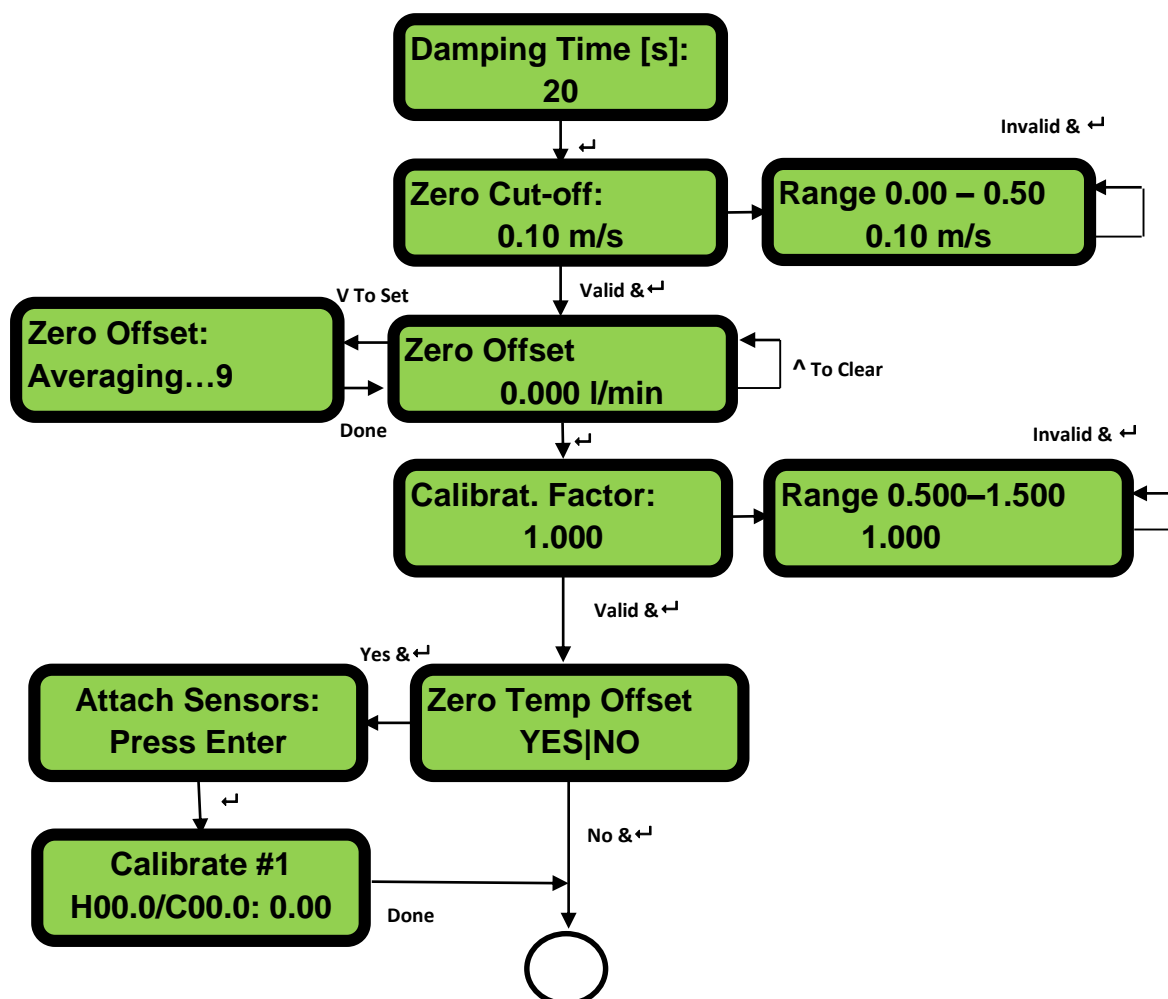 Damping Time [s]:
20
↵
Invalid & ↵
Zero Cut-off:
0.10 m/s
Range 0.00 – 0.50
0.10 m/s
Valid & ↵
V To Set
Zero Offset:
Averaging...9
Zero Offset
0.000 l/min
^ To Clear
Done
↵
Invalid & ↵
Calibrat. Factor:
1.000
Range 0.500–1.500
1.000
Valid & ↵
Yes & ↵
Attach Sensors:
Press Enter
Zero Temp Offset
YES|NO
↵
No & ↵
Calibrate #1
H00.0/C00.0: 0.00
Done